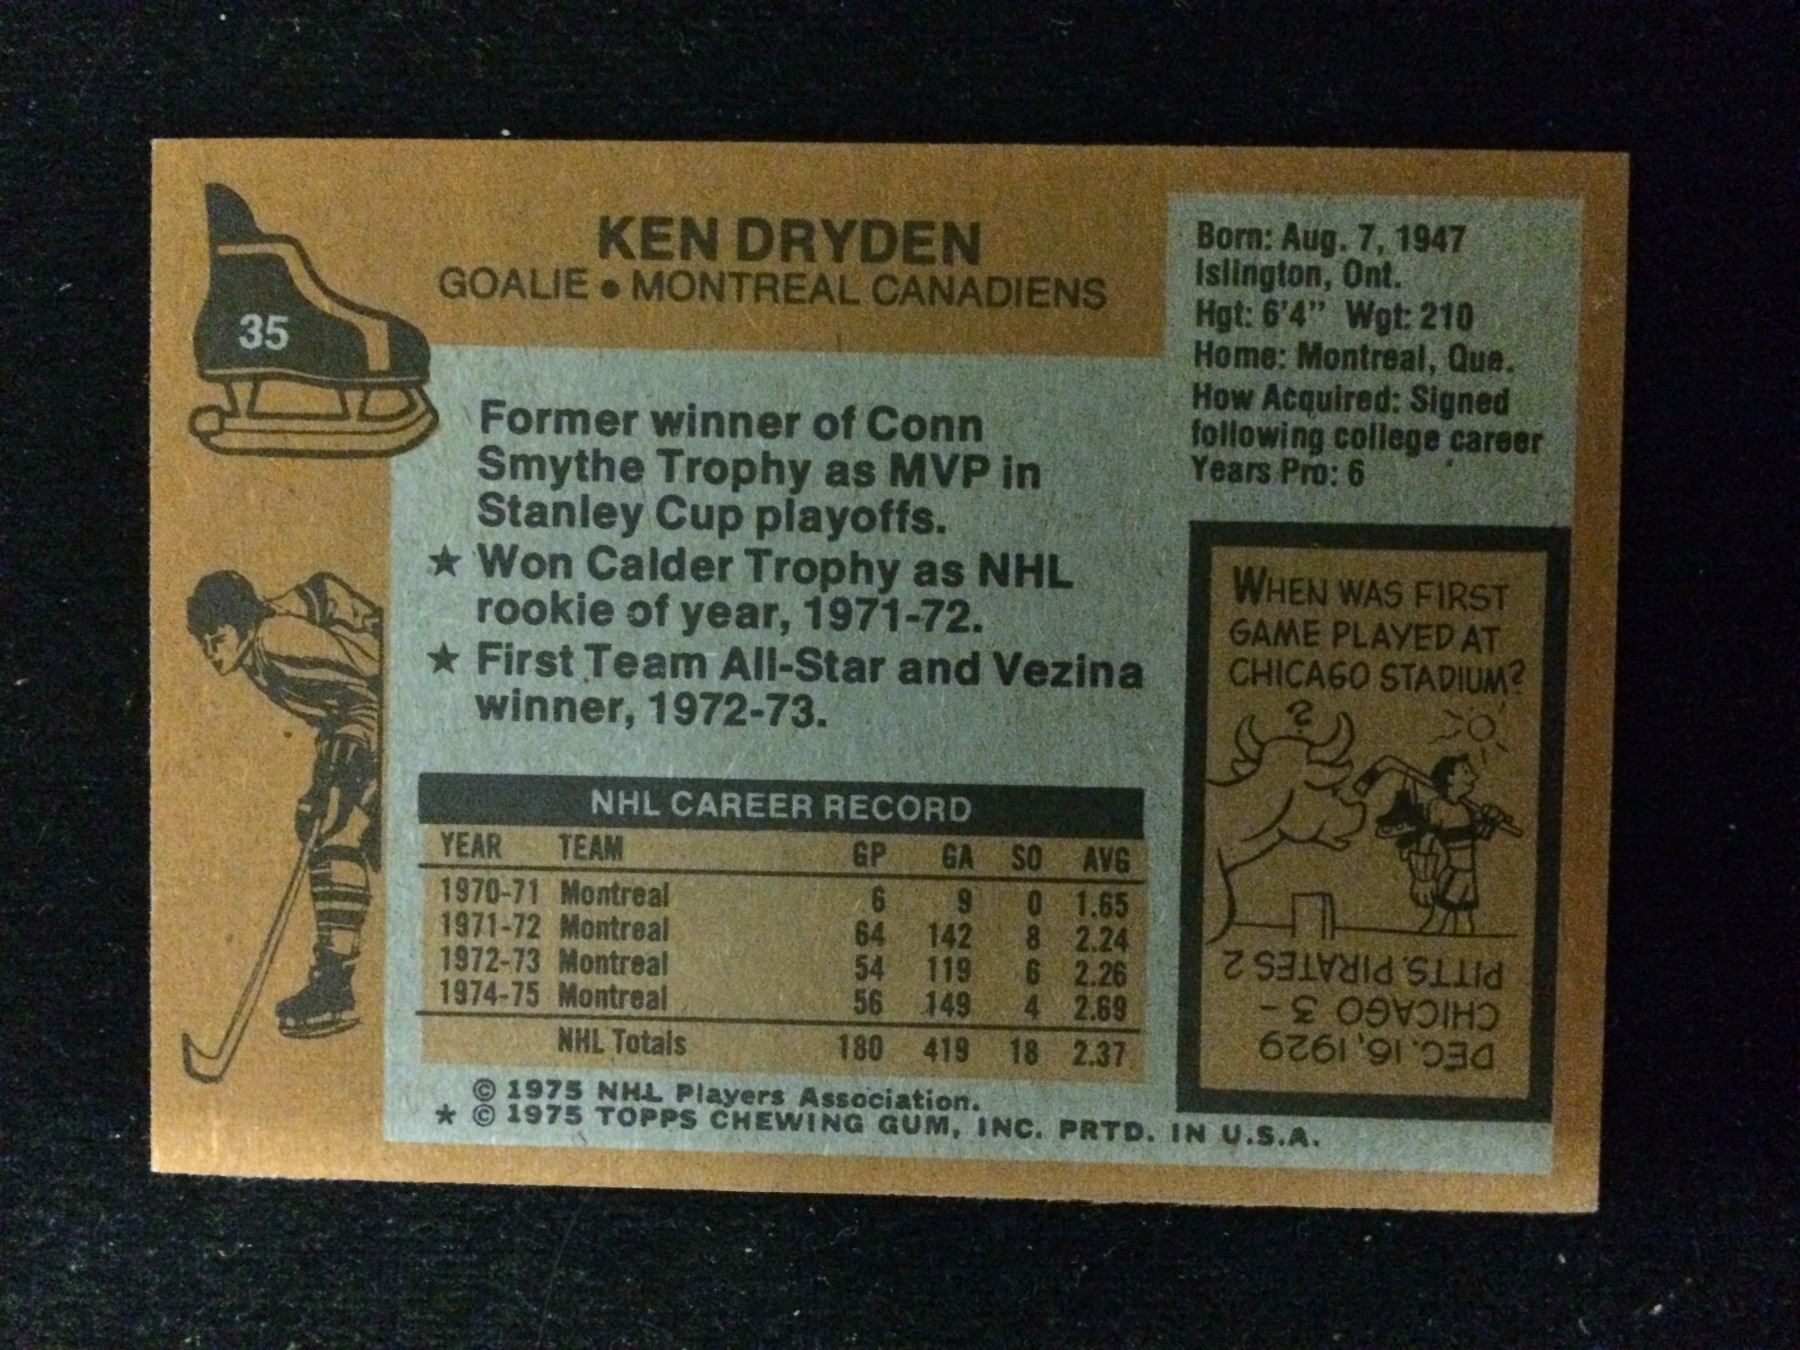 35
KEN DRYDEN
GOALIE • MONTREAL CANADIENS
Born: Aug. 7, 1947
Islington, Ont.
Hgt: 6'4" Wgt: 210
Home: Montreal, Que.
How Acquired: Signed
following college career
Years Pro: 6
Former winner of Conn
Smythe Trophy as MVP in
Stanley Cup playoffs.
★ Won Calder Trophy as NHL
rookie of year, 1971-72.
★ First Team All-Star and Vezina
winner, 1972-73.
NHL CAREER RECORD
YEAR TEAM GP GA SO AVG
1970-71 Montreal 6 9 0 1.65
1971-72 Montreal 64 142 8 2.24
1972-73 Montreal 54 119 6 2.26
1974-75 Montreal 56 149 4 2.69
NHL Totals 180 419 18 2.37
WHEN WAS FIRST
GAME PLAYED AT
CHICAGO STADIUM?
?
DEC. 16, 1929
CHICAGO 3 -
PITTS. PIRATES 2
© 1975 NHL Players Association.
★ © 1975 TOPPS CHEWING GUM, INC. PRTD. IN U.S.A.